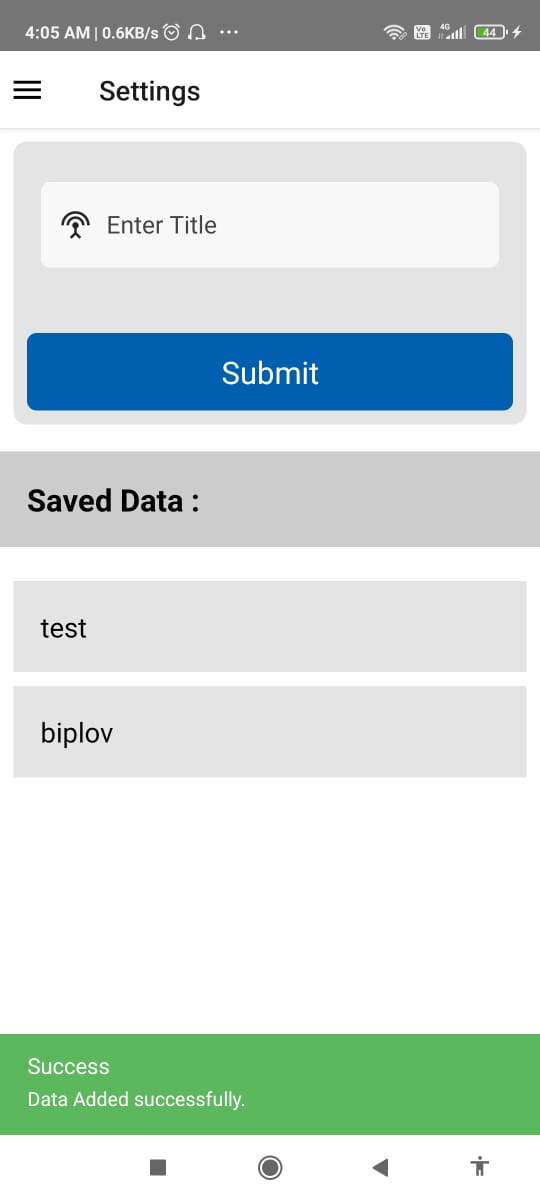 4:05 AM | 0.6KB/s ...
Vo LTE 4G 44
Settings
Enter Title
Submit
Saved Data :
test
biplov
Success
Data Added successfully.